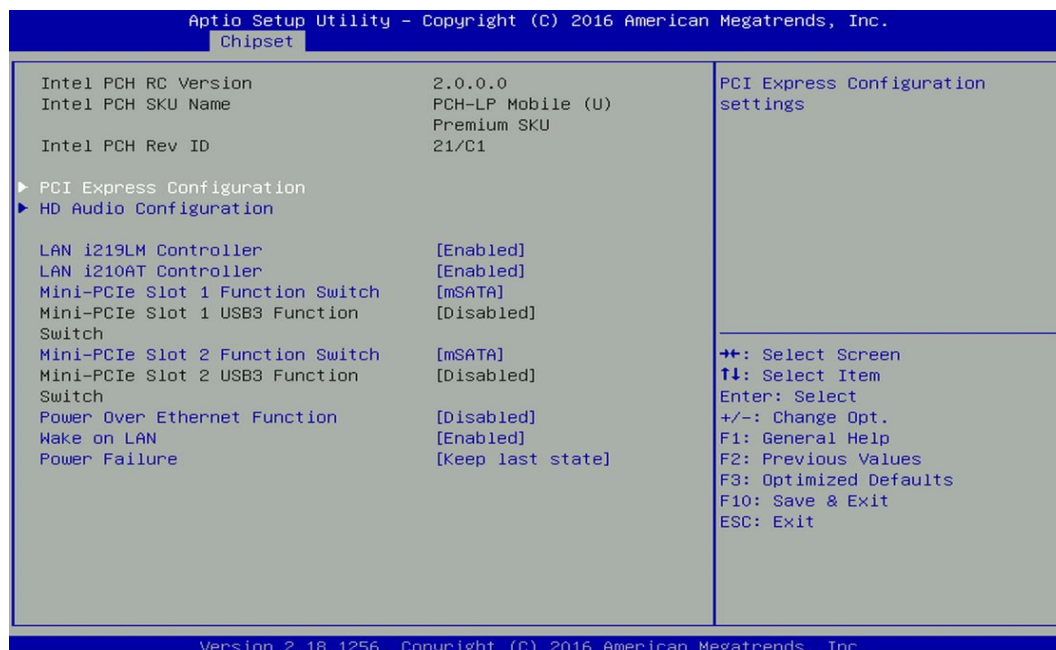 Aptio Setup Utility – Copyright (C) 2016 American Megatrends, Inc.
Chipset
Intel PCH RC Version 2.0.0.0
Intel PCH SKU Name PCH-LP Mobile (U)
Premium SKU
Intel PCH Rev ID 21/C1
► PCI Express Configuration
► HD Audio Configuration
LAN i219LM Controller [Enabled]
LAN i210AT Controller [Enabled]
Mini-PCIe Slot 1 Function Switch [mSATA]
Mini-PCIe Slot 1 USB3 Function [Disabled]
Switch
Mini-PCIe Slot 2 Function Switch [mSATA]
Mini-PCIe Slot 2 USB3 Function [Disabled]
Switch
Power Over Ethernet Function [Disabled]
Wake on LAN [Enabled]
Power Failure [Keep last state]
PCI Express Configuration
settings
→←: Select Screen
↑↓: Select Item
Enter: Select
+/-: Change Opt.
F1: General Help
F2: Previous Values
F3: Optimized Defaults
F10: Save & Exit
ESC: Exit
Version 2.18.1256. Copyright (C) 2016 American Megatrends, Inc.